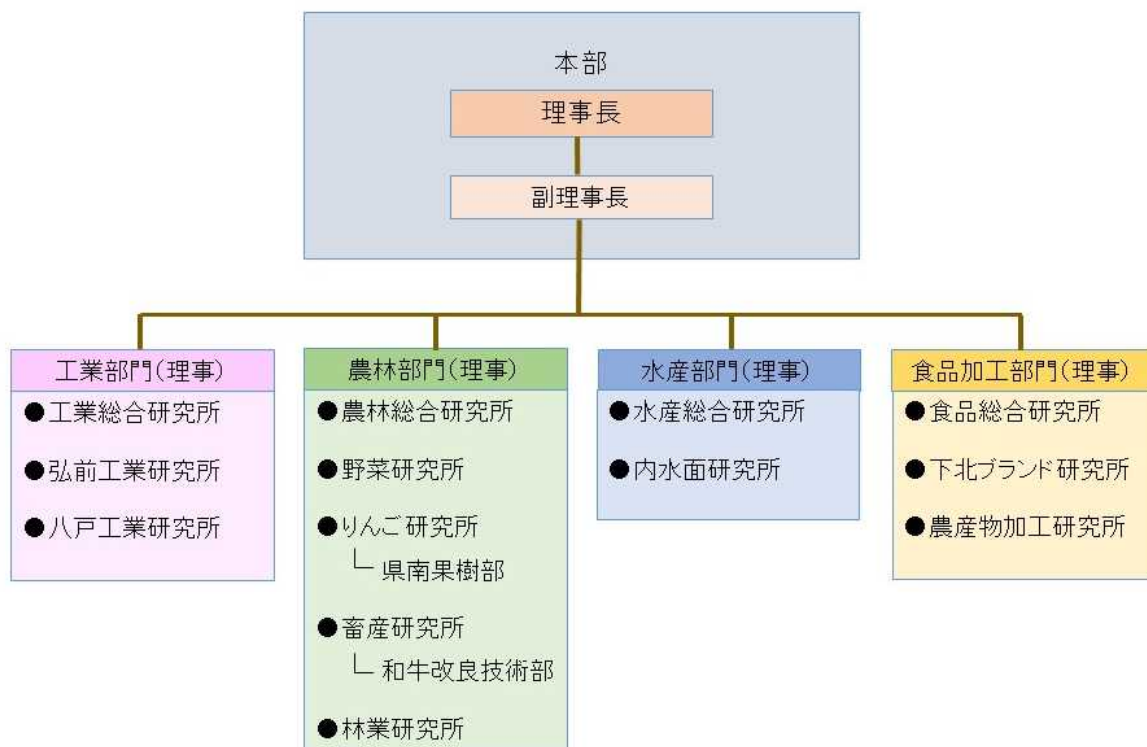 本部
理事長
副理事長
工業部門(理事)
●工業総合研究所
●弘前工業研究所
●八戸工業研究所
農林部門(理事)
●農林総合研究所
●野菜研究所
●りんご研究所
県南果樹部
●畜産研究所
和牛改良技術部
●林業研究所
水産部門(理事)
●水産総合研究所
●内水面研究所
食品加工部門(理事)
●食品総合研究所
●下北ブランド研究所
●農産物加工研究所